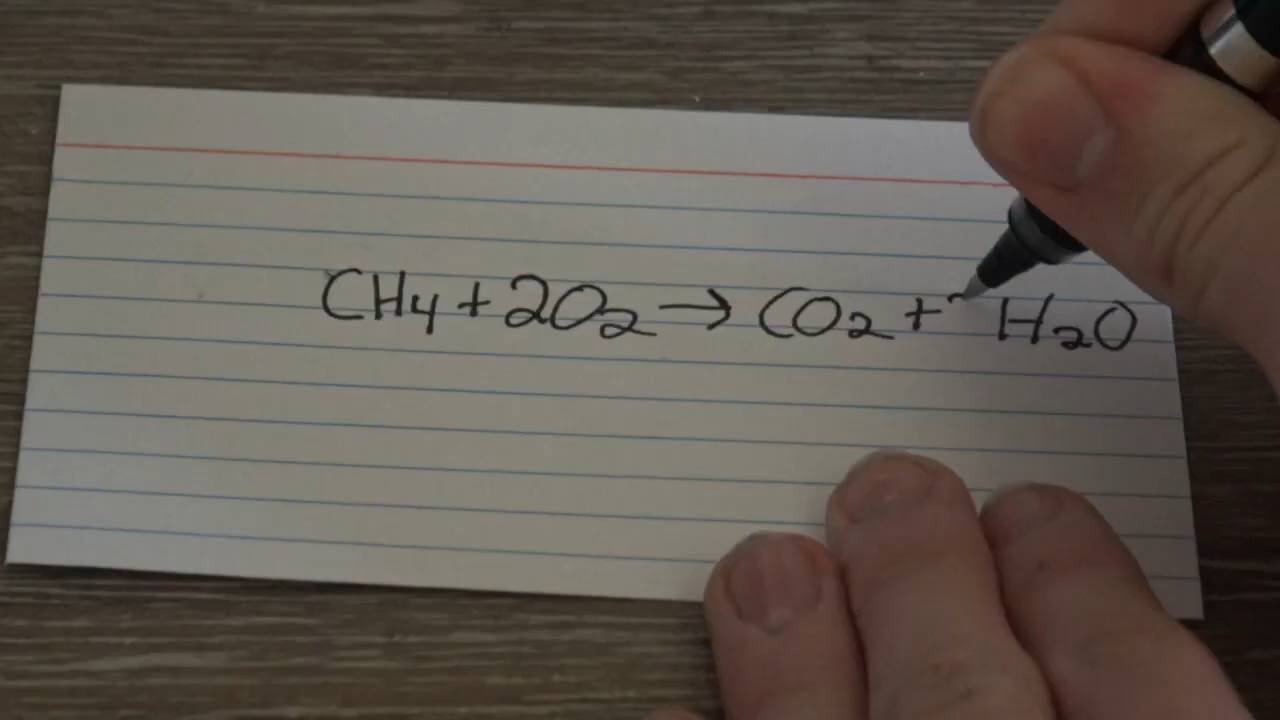 CH4 + 2O2 → CO2 + H2O